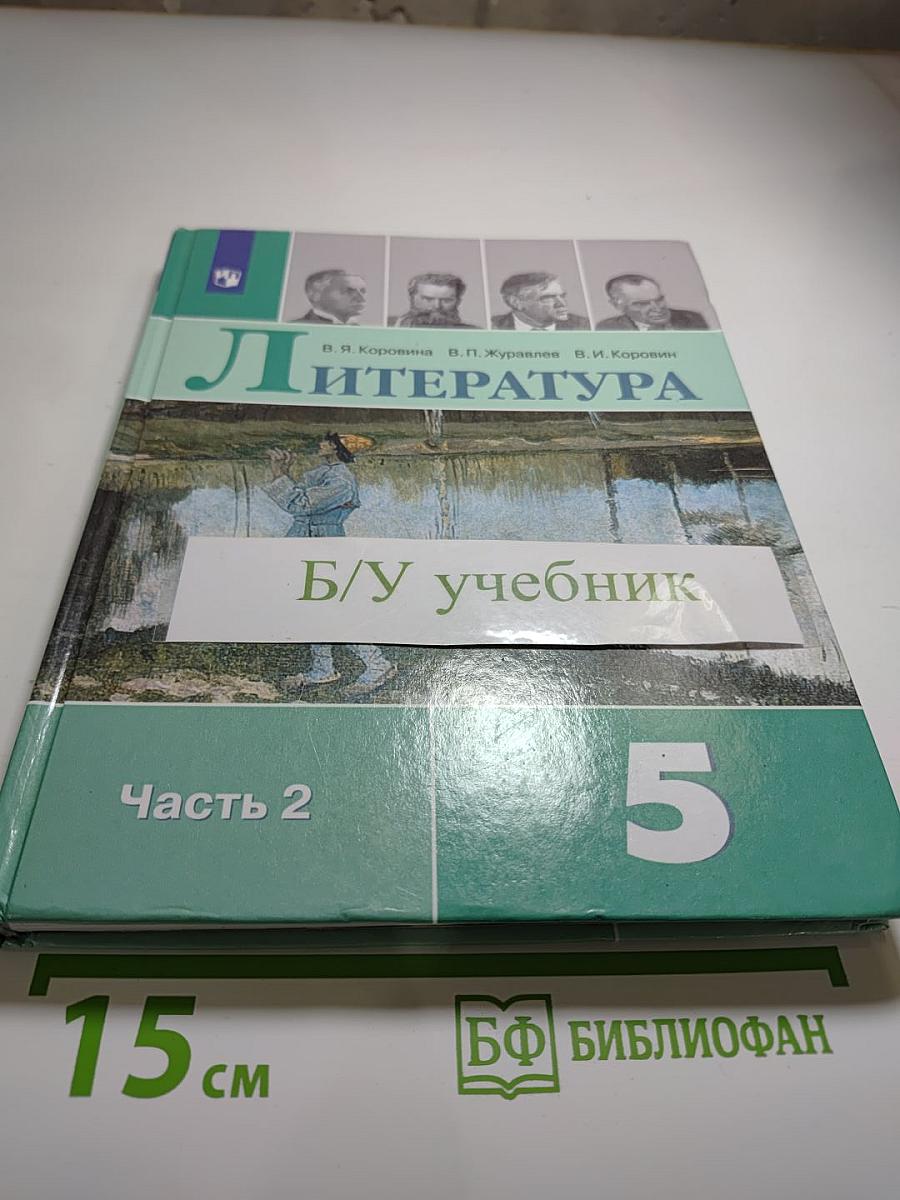 В. Я. Коровина В. П. Журавлев В. И. Коровин
ЛИТЕРАТУРА
Б/У учебник
Часть 2
5
15 см
БФ БИБЛИОФАН